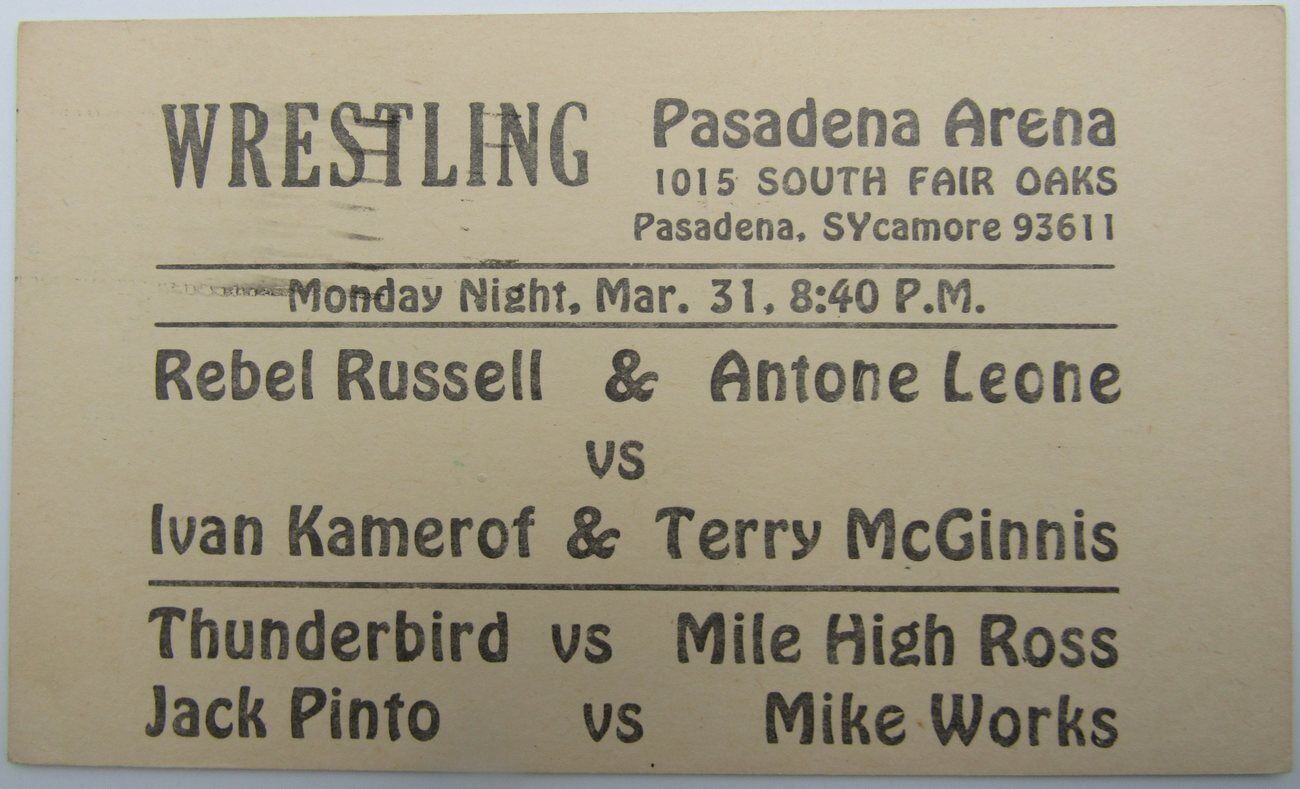 WRESTLING
Pasadena Arena
1015 SOUTH FAIR OAKS
Pasadena, SYcamore 93611
Monday Night, Mar. 31, 8:40 P.M.
Rebel Russell & Antone Leone
vs
Ivan Kamerof & Terry McGinnis
Thunderbird vs Mile High Ross
Jack Pinto vs Mike Works